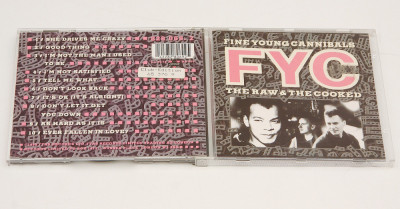 1 › SHE DRIVES ME CRAZY
2 › GOOD THING
3 › I'M NOT THE MAN I USED
TO BE
4 › I'M NOT SATISFIED
5 › TELL ME WHAT
6 › DON'T LOOK BACK
7 › IT'S OK (IT'S ALRIGHT)
8 › DON'T LET IT GET
YOU DOWN
9 › AS HARD AS IT IS
10 › EVER FALLEN IN LOVE?
FINE YOUNG CANNIBALS
FYC
THE RAW & THE COOKED